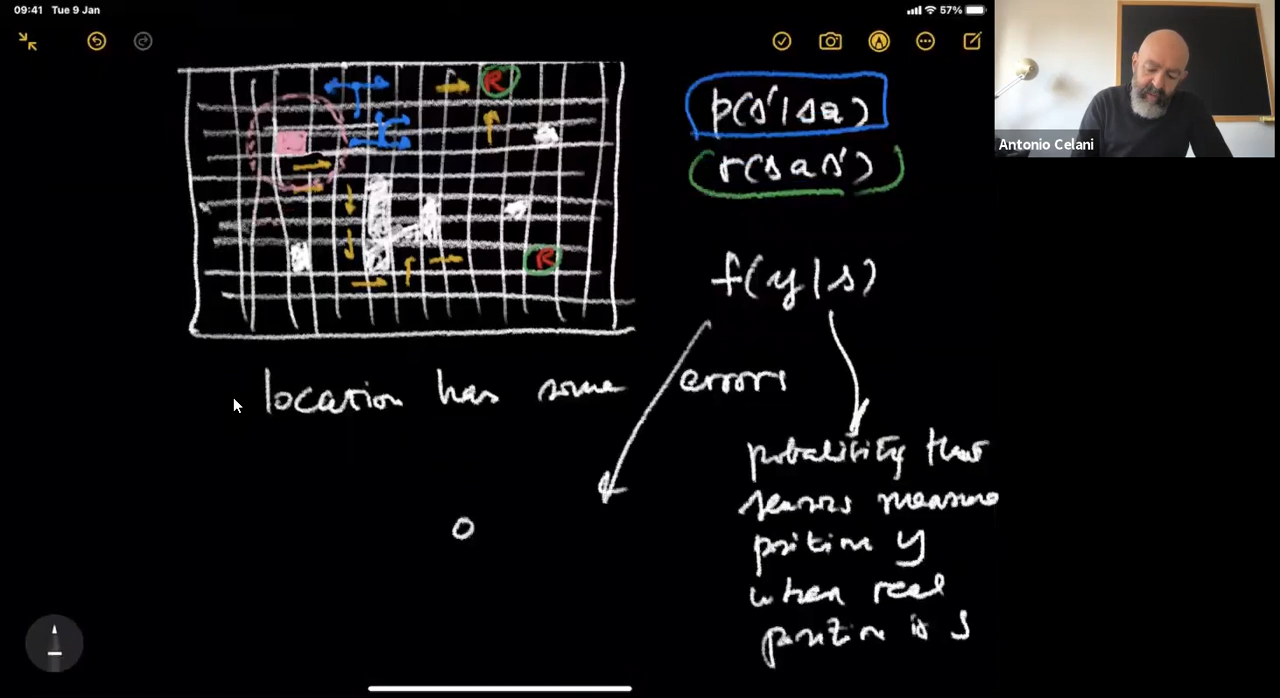 09:41 Tue 9 Jan
57%
R
p(s'|sa)
Antonio Celani
r(sas')
R
f(y|s)
location has some errors
probability that
sensors measure
position y
when real
position is s
o